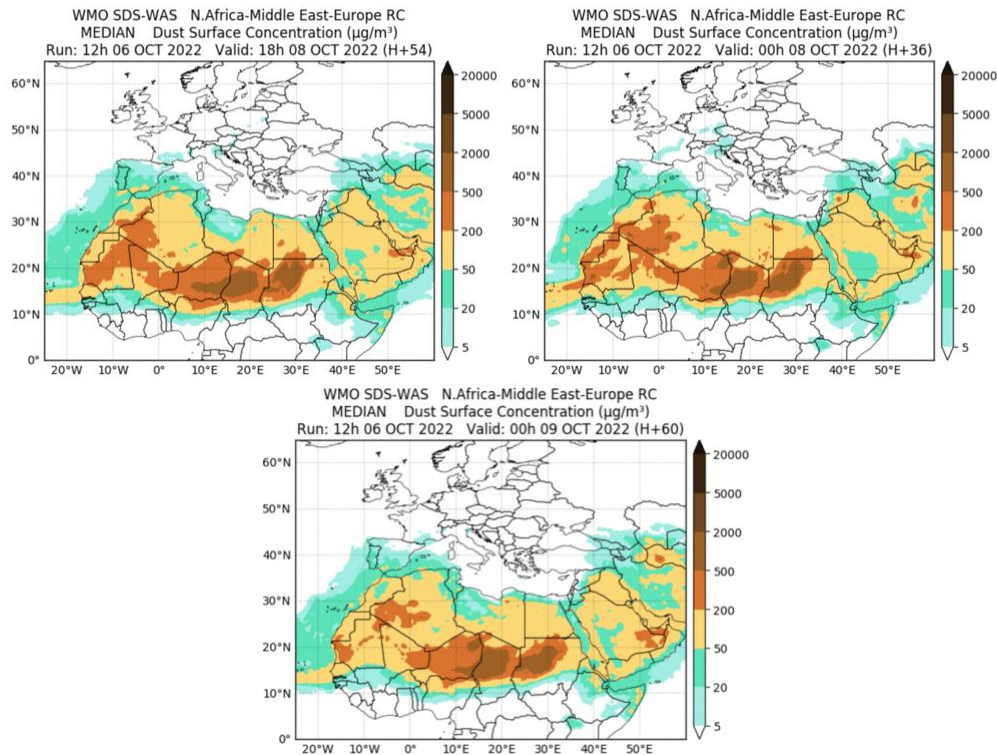 WMO SDS-WAS N.Africa-Middle East-Europe RC
MEDIAN Dust Surface Concentration (µg/m³)
Run: 12h 06 OCT 2022 Valid: 18h 08 OCT 2022 (H+54)
60°N
50°N
40°N
30°N
20°N
10°N
0°
20°W 10°W 0° 10°E 20°E 30°E 40°E 50°E
20000
5000
2000
500
200
50
20
5
WMO SDS-WAS N.Africa-Middle East-Europe RC
MEDIAN Dust Surface Concentration (µg/m³)
Run: 12h 06 OCT 2022 Valid: 00h 08 OCT 2022 (H+36)
60°N
50°N
40°N
30°N
20°N
10°N
0°
20°W 10°W 0° 10°E 20°E 30°E 40°E 50°E
20000
5000
2000
500
200
50
20
5
WMO SDS-WAS N.Africa-Middle East-Europe RC
MEDIAN Dust Surface Concentration (µg/m³)
Run: 12h 06 OCT 2022 Valid: 00h 09 OCT 2022 (H+60)
60°N
50°N
40°N
30°N
20°N
10°N
0°
20°W 10°W 0° 10°E 20°E 30°E 40°E 50°E
20000
5000
2000
500
200
50
20
5